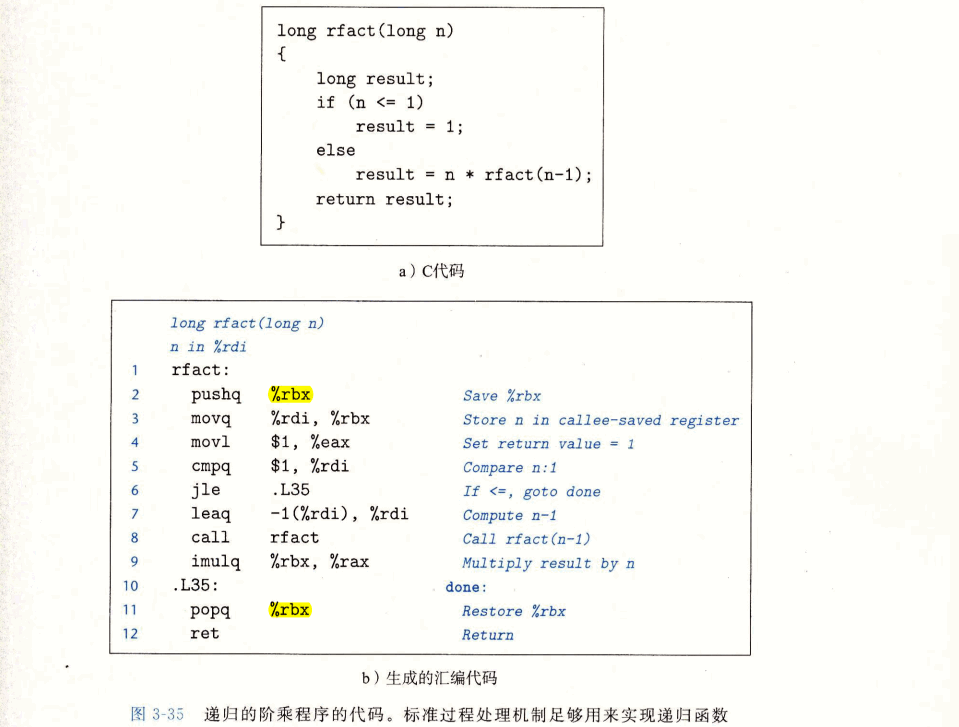 long rfact(long n)
{
    long result;
    if (n <= 1)
        result = 1;
    else
        result = n * rfact(n-1);
    return result;
}
a）C代码
long rfact(long n)
n in %rdi
1 rfact:
2 pushq %rbx Save %rbx
3 movq %rdi, %rbx Store n in callee-saved register
4 movl $1, %eax Set return value = 1
5 cmpq $1, %rdi Compare n:1
6 jle .L35 If <=, goto done
7 leaq -1(%rdi), %rdi Compute n-1
8 call rfact Call rfact(n-1)
9 imulq %rbx, %rax Multiply result by n
10 .L35: done:
11 popq %rbx Restore %rbx
12 ret Return
b）生成的汇编代码
图 3-35 递归的阶乘程序的代码。标准过程处理机制足够用来实现递归函数